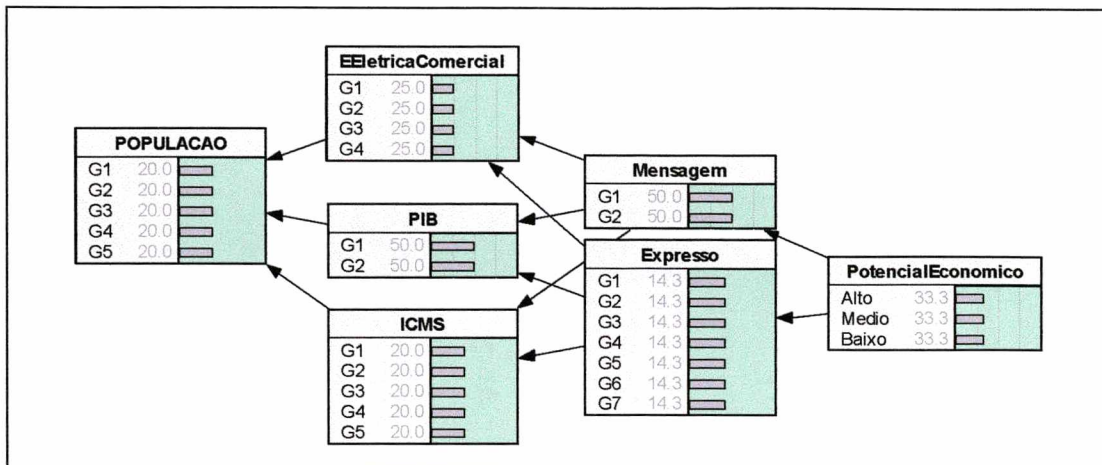 EEletricaComercial
G1 25.0
G2 25.0
G3 25.0
G4 25.0
POPULACAO
G1 20.0
G2 20.0
G3 20.0
G4 20.0
G5 20.0
Mensagem
G1 50.0
G2 50.0
PIB
G1 50.0
G2 50.0
Expresso
G1 14.3
G2 14.3
G3 14.3
G4 14.3
G5 14.3
G6 14.3
G7 14.3
PotencialEconomico
Alto 33.3
Medio 33.3
Baixo 33.3
ICMS
G1 20.0
G2 20.0
G3 20.0
G4 20.0
G5 20.0